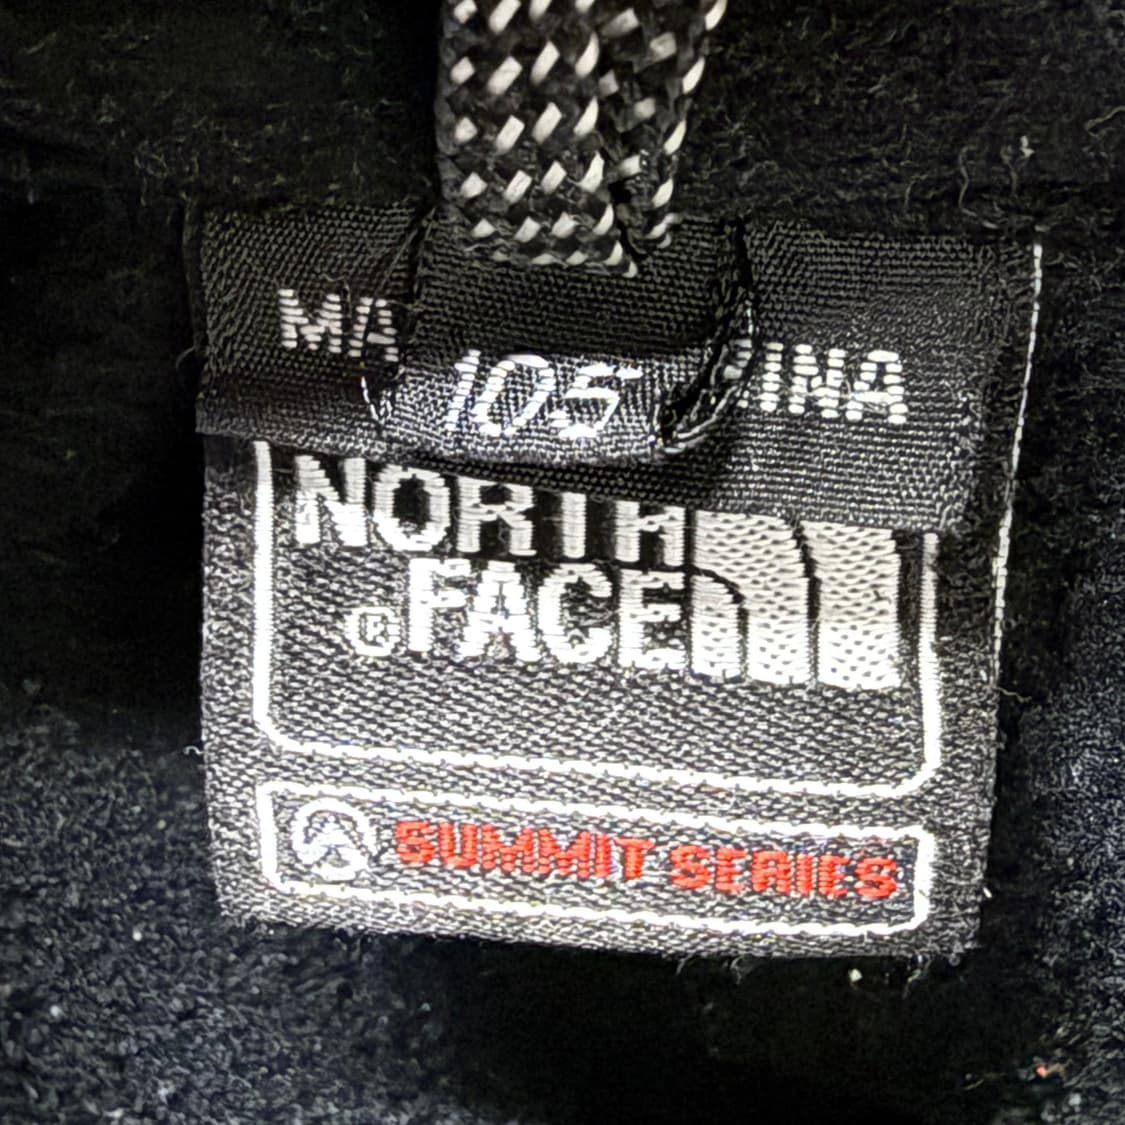 MA INA
105
NORTH
® FACE
SUMMIT SERIES